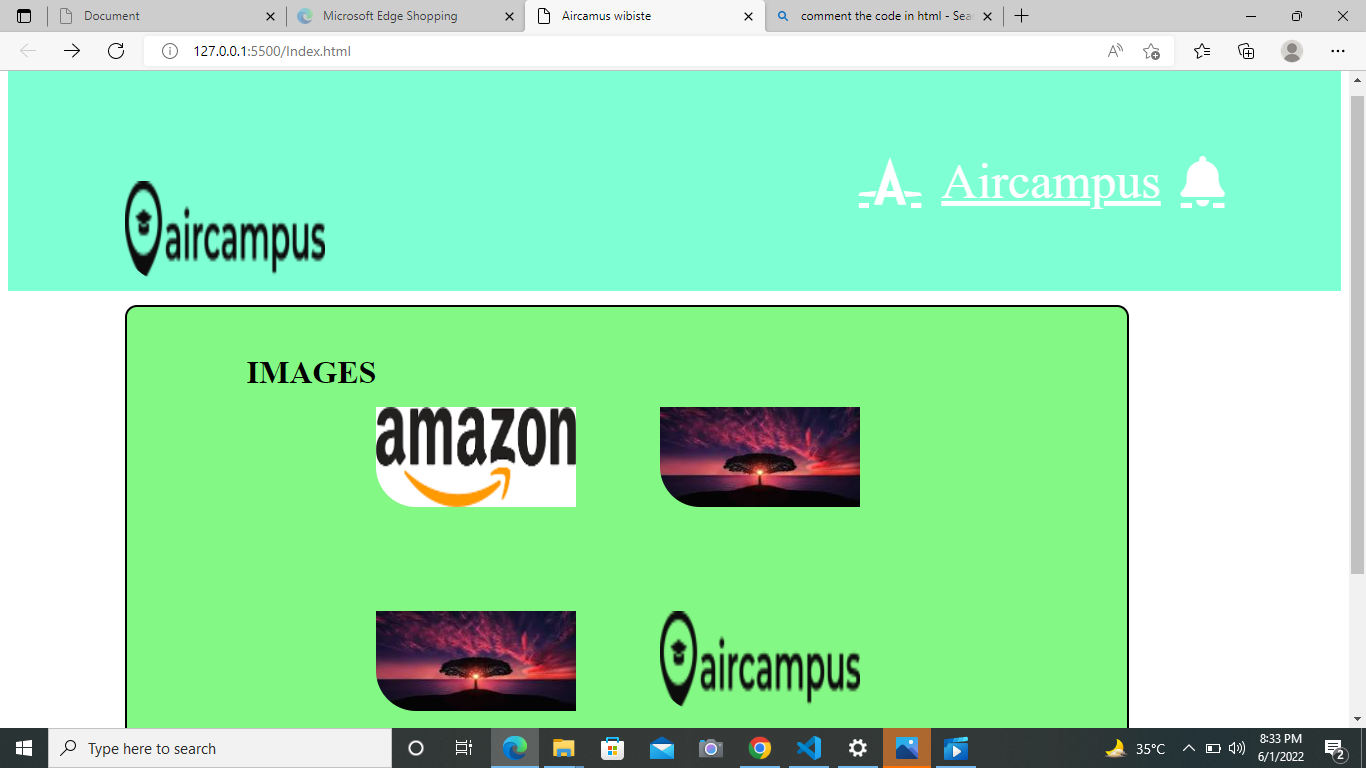 Document
Microsoft Edge Shopping
Aircamus wibiste
comment the code in html - Sea
127.0.0.1:5500/Index.html
A Aircampus
aircampus
IMAGES
amazon
aircampus
Type here to search
35°C
8:33 PM
6/1/2022
2